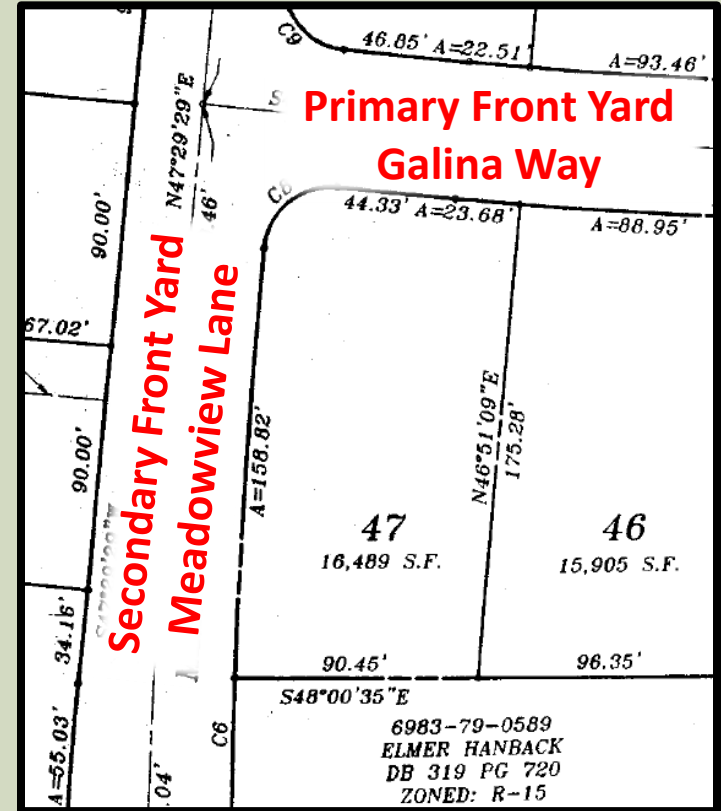 C9
46.85' A=22.51'
A=93.46'
N47°29'29"E
S
Primary Front Yard
Galina Way
46'
90.00'
44.33' A=23.68'
A=88.95'
67.02'
Secondary Front Yard
Meadowview Lane
A=158.82'
N46°51'09"E
175.28'
90.00'
47
16,489 S.F.
46
15,905 S.F.
34.16'
90.45'
96.35'
S48°00'35"E
C6
A=55.03'
.04'
6983-79-0589
ELMER HANBACK
DB 319 PG 720
ZONED: R-15